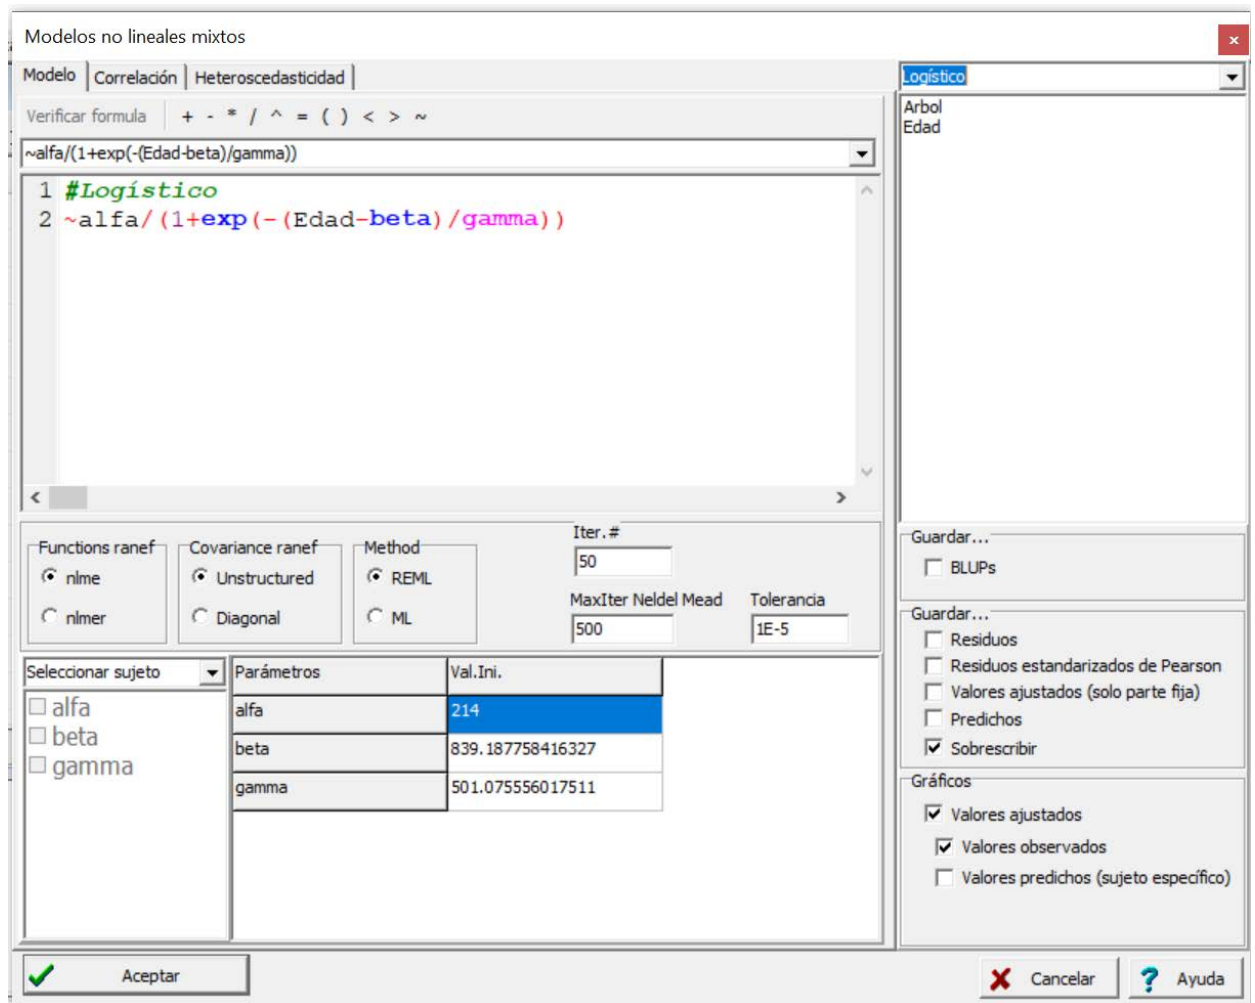 Modelos no lineales mixtos
Modelo Correlación Heteroscedasticidad
Verificar formula + - * / ^ = ( ) < > ~
~alfa/(1+exp(-(Edad-beta)/gamma))
1 #Logístico
2 ~alfa/(1+exp(-(Edad-beta)/gamma))
Logístico
Arbol
Edad
Functions ranef
nlme
nlmer
Covariance ranef
Unstructured
Diagonal
Method
REML
ML
Iter.#
50
MaxIter Neldel Mead
500
Tolerancia
1E-5
Seleccionar sujeto
alfa
beta
gamma
Parámetros Val.Ini.
alfa 214
beta 839.187758416327
gamma 501.075556017511
Guardar...
BLUPs
Guardar...
Residuos
Residuos estandarizados de Pearson
Valores ajustados (solo parte fija)
Predichos
Sobrescribir
Gráficos
Valores ajustados
Valores observados
Valores predichos (sujeto específico)
Aceptar
Cancelar
? Ayuda